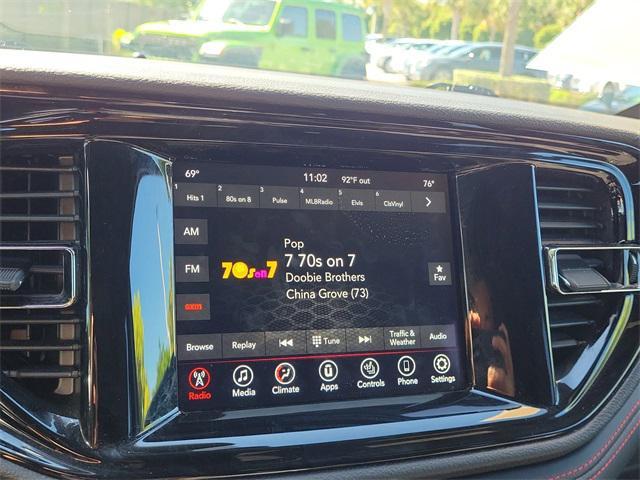 69° 11:02 92°F out 76°
1 Hits 1 2 80s on 8 3 Pulse 4 MLBRadio 5 Elvis 6 ClsVinyl
AM
Pop
7 70s on 7
70s on 7
Doobie Brothers
FM
Fav
China Grove (73)
SXM
Browse Replay Tune Traffic & Weather Audio
Radio Media Climate Apps Controls Phone Settings